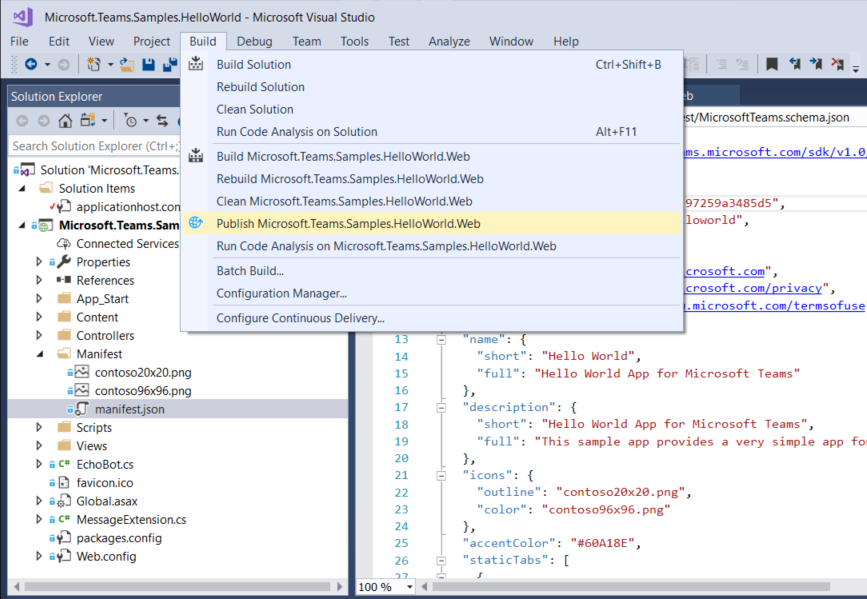 Microsoft.Teams.Samples.HelloWorld - Microsoft Visual Studio
File Edit View Project Build Debug Team Tools Test Analyze Window Help
Build Solution Ctrl+Shift+B
Rebuild Solution
Clean Solution
Run Code Analysis on Solution Alt+F11
Build Microsoft.Teams.Samples.HelloWorld.Web
Rebuild Microsoft.Teams.Samples.HelloWorld.Web
Clean Microsoft.Teams.Samples.HelloWorld.Web
Publish Microsoft.Teams.Samples.HelloWorld.Web
Run Code Analysis on Microsoft.Teams.Samples.HelloWorld.Web
Batch Build...
Configuration Manager...
Configure Continuous Delivery...
Solution Explorer
Search Solution Explorer (Ctrl+;
Solution 'Microsoft.Teams.
Solution Items
applicationhost.con
Microsoft.Teams.Sam
Connected Services
Properties
References
App_Start
Content
Controllers
Manifest
contoso20x20.png
contoso96x96.png
manifest.json
Scripts
Views
C# EchoBot.cs
favicon.ico
Global.asax
C# MessageExtension.cs
packages.config
Web.config
eb
est/MicrosoftTeams.schema.json
ms.microsoft.com/sdk/v1.0
97259a3485d5",
loworld",
crosoft.com",
crosoft.com/privacy",
.microsoft.com/termsofuse
13 "name": {
14 "short": "Hello World",
15 "full": "Hello World App for Microsoft Teams"
16 },
17 "description": {
18 "short": "Hello World App for Microsoft Teams",
19 "full": "This sample app provides a very simple app fo
20 },
21 "icons": {
22 "outline": "contoso20x20.png",
23 "color": "contoso96x96.png"
24 },
25 "accentColor": "#60A18E",
26 "staticTabs": [
27 {
100 %